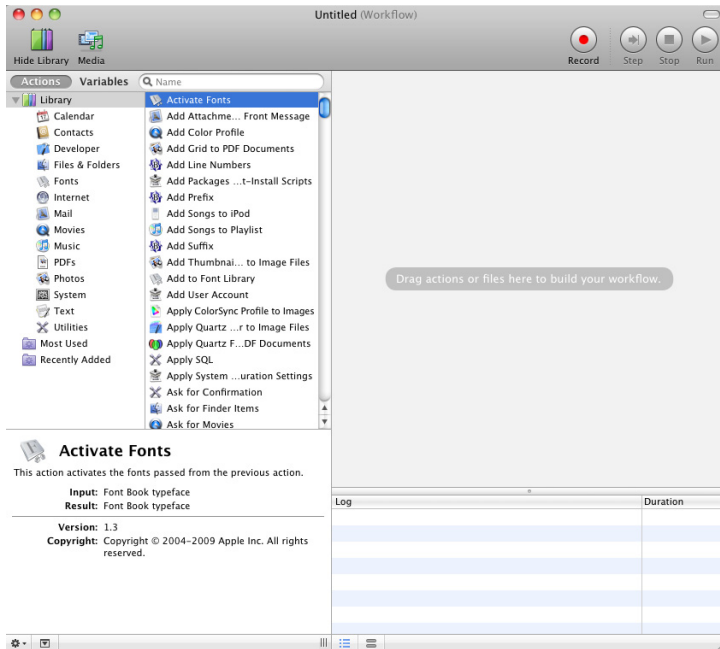 Untitled (Workflow)
Hide Library
Media
Record
Step
Stop
Run
Actions
Variables
Name
Library
Calendar
Contacts
Developer
Files & Folders
Fonts
Internet
Mail
Movies
Music
PDFs
Photos
System
Text
Utilities
Most Used
Recently Added
Activate Fonts
Add Attachme... Front Message
Add Color Profile
Add Grid to PDF Documents
Add Line Numbers
Add Packages ...t-Install Scripts
Add Prefix
Add Songs to iPod
Add Songs to Playlist
Add Suffix
Add Thumbnai... to Image Files
Add to Font Library
Add User Account
Apply ColorSync Profile to Images
Apply Quartz ...r to Image Files
Apply Quartz F...DF Documents
Apply SQL
Apply System ...uration Settings
Ask for Confirmation
Ask for Finder Items
Ask for Movies
Drag actions or files here to build your workflow.
Activate Fonts
This action activates the fonts passed from the previous action.
Input: Font Book typeface
Result: Font Book typeface
Version: 1.3
Copyright: Copyright © 2004-2009 Apple Inc. All rights
reserved.
Log
Duration